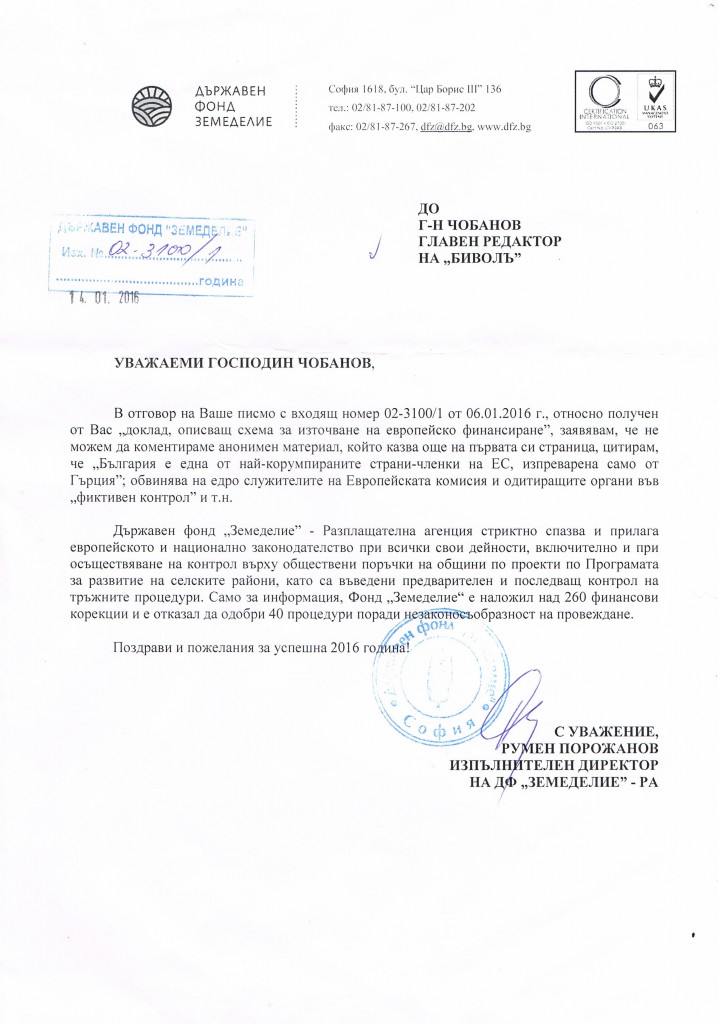 ДЪРЖАВЕН
ФОНД
ЗЕМЕДЕЛИЕ
София 1618, бул. “Цар Борис III” 136
тел.: 02/81-87-100, 02/81-87-202
факс: 02/81-87-267, dfz@dfz.bg, www.dfz.bg
CERTIFICATION
INTERNATIONAL
UKAS
MANAGEMENT
SYSTEMS
063
ДЪРЖАВЕН ФОНД "ЗЕМЕДЕЛИЕ"
Изх. № 02-3100/1
година
14. 01. 2016
ДО
Г-Н ЧОБАНОВ
ГЛАВЕН РЕДАКТОР
НА „БИВОЛЪ”
УВАЖАЕМИ ГОСПОДИН ЧОБАНОВ,
В отговор на Ваше писмо с входящ номер 02-3100/1 от 06.01.2016 г., относно получен
от Вас „доклад, описващ схема за източване на европейско финансиране”, заявявам, че не
можем да коментираме анонимен материал, който казва още на първата си страница, цитирам,
че „България е една от най-корумпираните страни-членки на ЕС, изпреварена само от
Гърция”; обвинява на едро служителите на Европейската комисия и одитиращите органи във
„фиктивен контрол” и т.н.
Държавен фонд „Земеделие” - Разплащателна агенция стриктно спазва и прилага
европейското и национално законодателство при всички свои дейности, включително и при
осъществяване на контрол върху обществени поръчки на общини по проекти по Програмата
за развитие на селските райони, като са въведени предварителен и последващ контрол на
тръжните процедури. Само за информация, Фонд „Земеделие“ е наложил над 260 финансови
корекции и е отказал да одобри 40 процедури поради незаконосъобразност на провеждане.
Поздрави и пожелания за успешна 2016 година!
София
С УВАЖЕНИЕ,
РУМЕН ПОРОЖАНОВ
ИЗПЪЛНИТЕЛЕН ДИРЕКТОР
НА ДФ „ЗЕМЕДЕЛИЕ” - РА